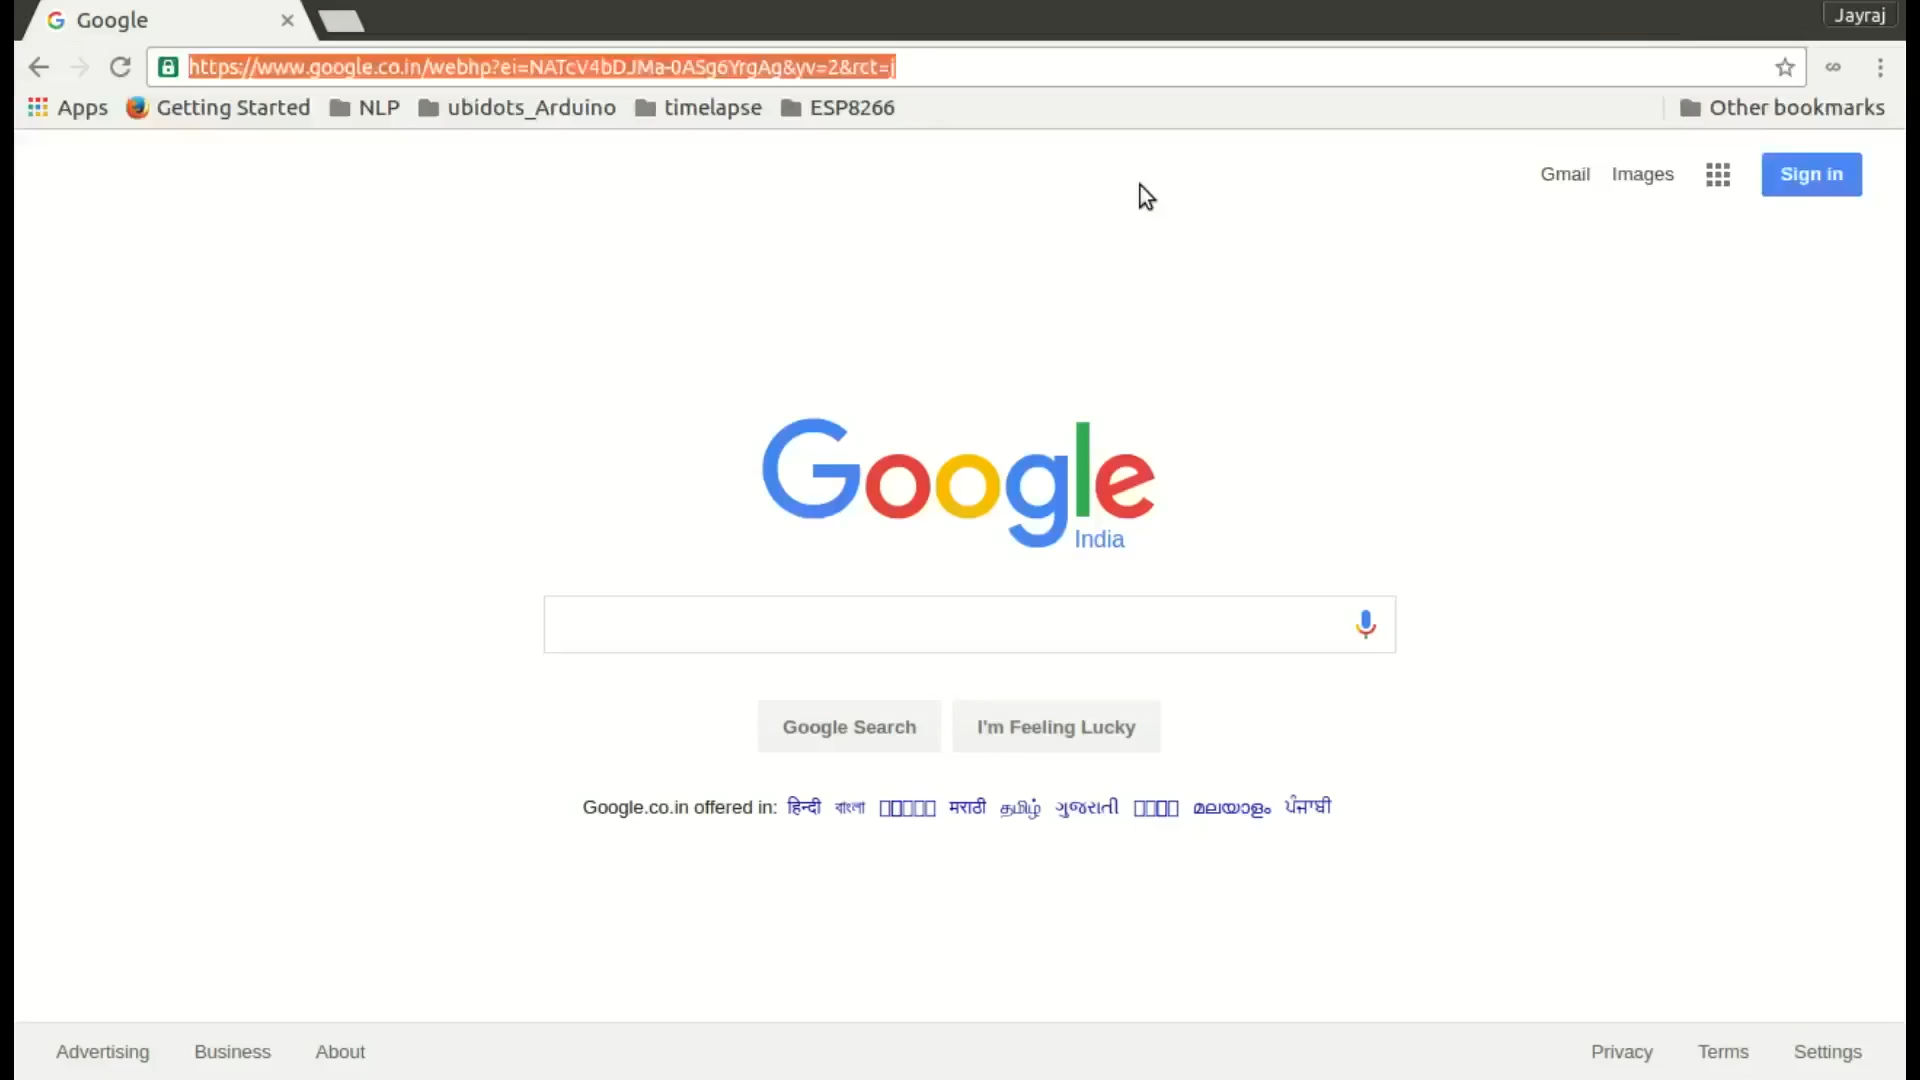 Google
Jayraj
https://www.google.co.in/webhp?ei=NATcV4bDJMa-0ASg6YrgAg&yv=2&rct=j
Apps Getting Started NLP ubidots_Arduino timelapse ESP8266 Other bookmarks
Gmail Images Sign in
Google
India
Google Search I'm Feeling Lucky
Google.co.in offered in: हिन्दी বাংলা मराठी தமிழ் ગુજરાતી മലയാളം ਪੰਜਾਬੀ
Advertising Business About Privacy Terms Settings